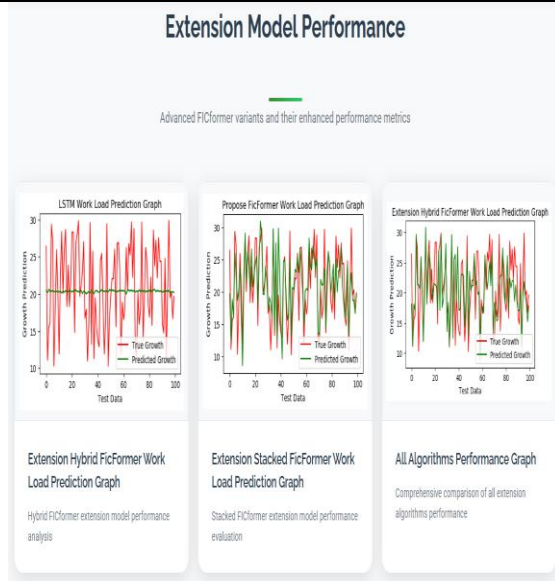 Extension Model Performance
Advanced FICformer variants and their enhanced performance metrics
LSTM Work Load Prediction Graph
30
25
20
15
10
Growth Prediction
True Growth
Predicted Growth
0 20 40 60 80 100
Test Data
Propose FicFormer Work Load Prediction Graph
30
25
20
15
10
Growth Prediction
True Growth
Predicted Growth
0 20 40 60 80 100
Test Data
Extension Hybrid FicFormer Work Load Prediction Graph
30
25
20
15
10
Growth Prediction
True Growth
Predicted Growth
0 20 40 60 80 100
Test Data
Extension Hybrid FicFormer Work
Load Prediction Graph
Hybrid FICformer extension model performance
analysis
Extension Stacked FicFormer Work
Load Prediction Graph
Stacked FICformer extension model performance
evaluation
All Algorithms Performance Graph
Comprehensive comparison of all extension
algorithms performance